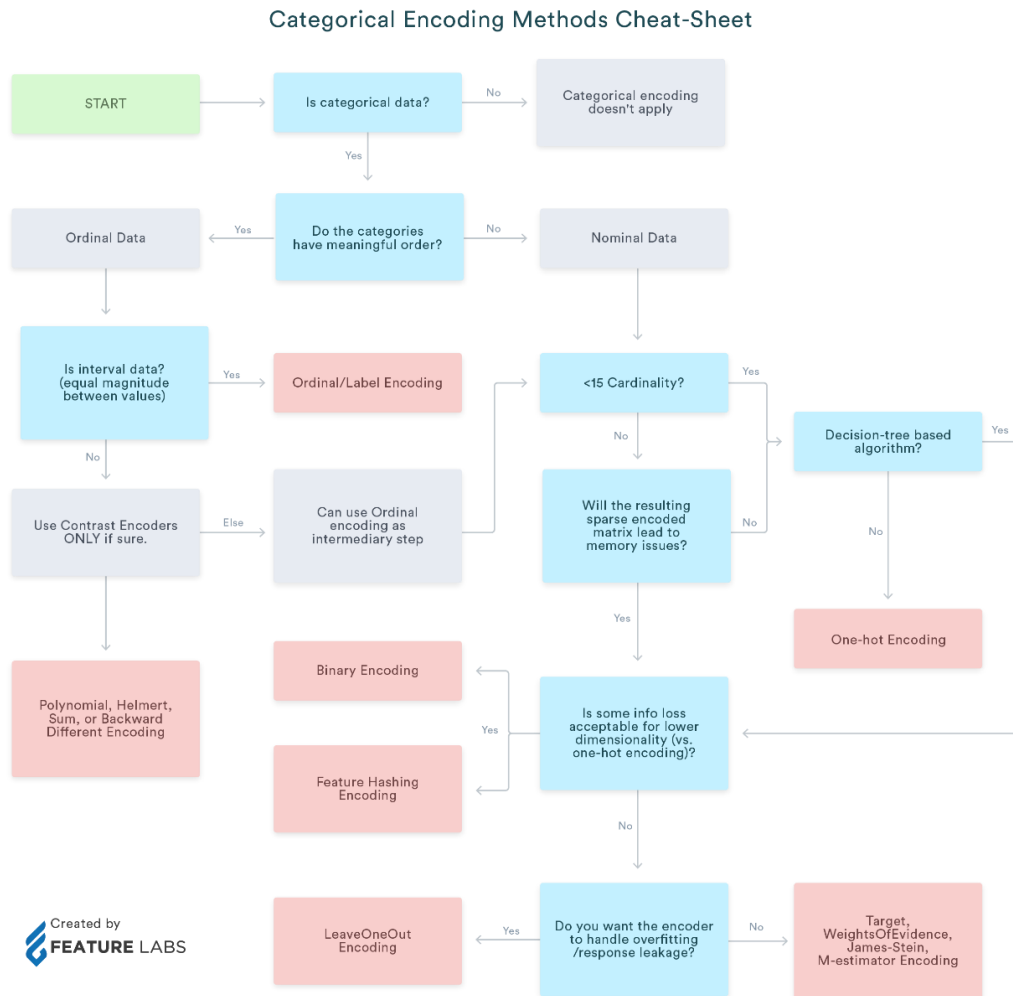 Categorical Encoding Methods Cheat-Sheet
START
Is categorical data?
No
Categorical encoding
doesn't apply
Yes
Ordinal Data
Yes
Do the categories
have meaningful order?
No
Nominal Data
Is interval data?
(equal magnitude
between values)
Yes
Ordinal/Label Encoding
<15 Cardinality?
Yes
No
Decision-tree based
algorithm?
Yes
No
Use Contrast Encoders
ONLY if sure.
Else
Can use Ordinal
encoding as
intermediary step
Will the resulting
sparse encoded
matrix lead to
memory issues?
No
No
One-hot Encoding
Yes
Polynomial, Helmert,
Sum, or Backward
Different Encoding
Binary Encoding
Yes
Feature Hashing
Encoding
Is some info loss
acceptable for lower
dimensionality (vs.
one-hot encoding)?
No
Created by
FEATURE LABS
LeaveOneOut
Encoding
Yes
Do you want the encoder
to handle overfitting
/response leakage?
No
Target,
WeightsOfEvidence,
James-Stein,
M-estimator Encoding